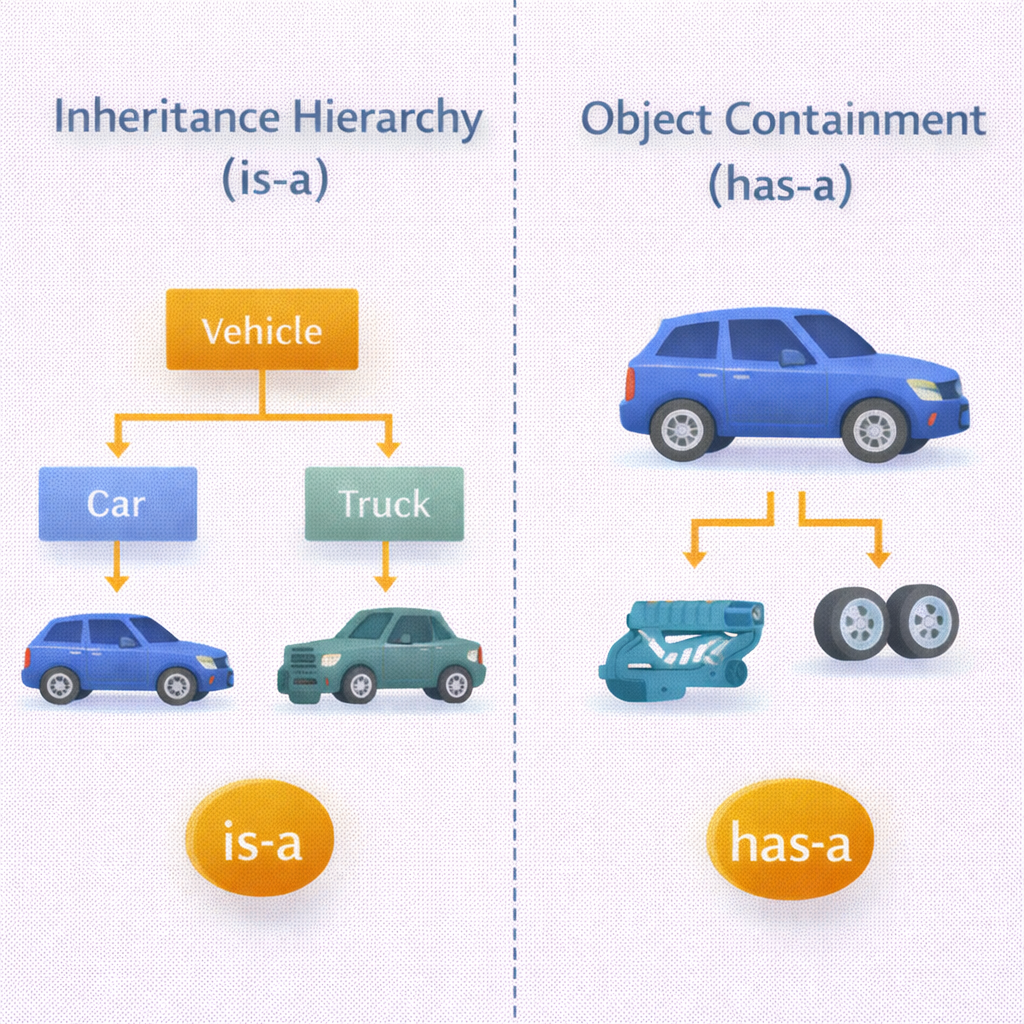 Inheritance Hierarchy
(is-a)
Vehicle
Car
Truck
is-a
Object Containment
(has-a)
has-a